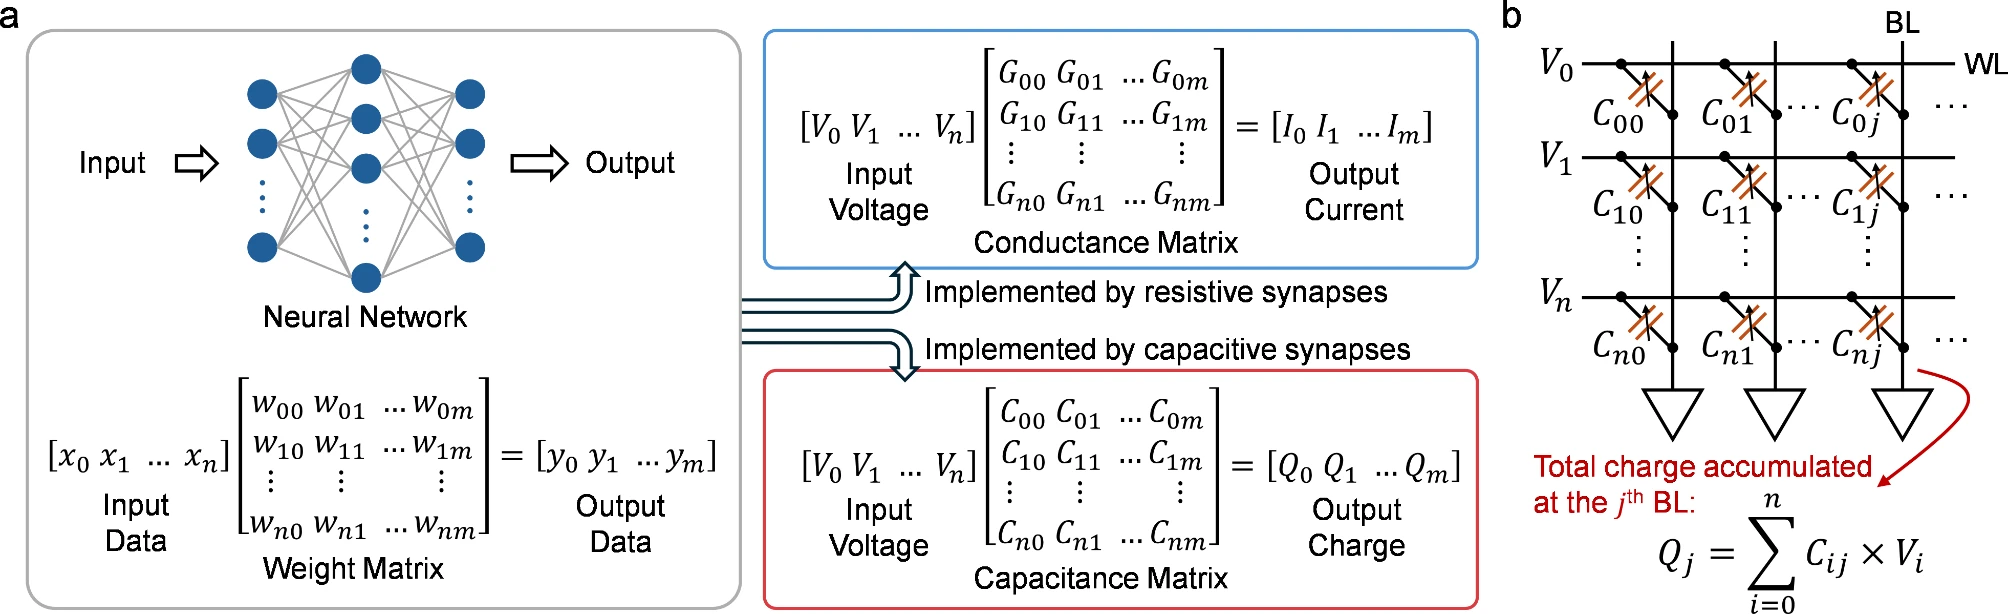 a
Input
Output
Neural Network
[x₀ x₁ … xₙ]
w₀₀ w₀₁ … w₀ₘ
w₁₀ w₁₁ … w₁ₘ
⋮ ⋮ ⋮
wₙ₀ wₙ₁ … wₙₘ
= [y₀ y₁ … yₘ]
Input
Data
Output
Data
Weight Matrix
[V₀ V₁ … Vₙ]
G₀₀ G₀₁ … G₀ₘ
G₁₀ G₁₁ … G₁ₘ
⋮ ⋮ ⋮
Gₙ₀ Gₙ₁ … Gₙₘ
= [I₀ I₁ … Iₘ]
Input
Voltage
Output
Current
Conductance Matrix
Implemented by resistive synapses
Implemented by capacitive synapses
[V₀ V₁ … Vₙ]
C₀₀ C₀₁ … C₀ₘ
C₁₀ C₁₁ … C₁ₘ
⋮ ⋮ ⋮
Cₙ₀ Cₙ₁ … Cₙₘ
= [Q₀ Q₁ … Qₘ]
Input
Voltage
Output
Charge
Capacitance Matrix
b
BL
V₀
WL
C₀₀ C₀₁ … C₀ⱼ …
V₁
C₁₀ C₁₁ … C₁ⱼ …
⋮ ⋮ ⋮
Vₙ
Cₙ₀ Cₙ₁ … Cₙⱼ …
Total charge accumulated
at the jᵗʰ BL:
n
Qⱼ = ∑ Cᵢⱼ × Vᵢ
i=0